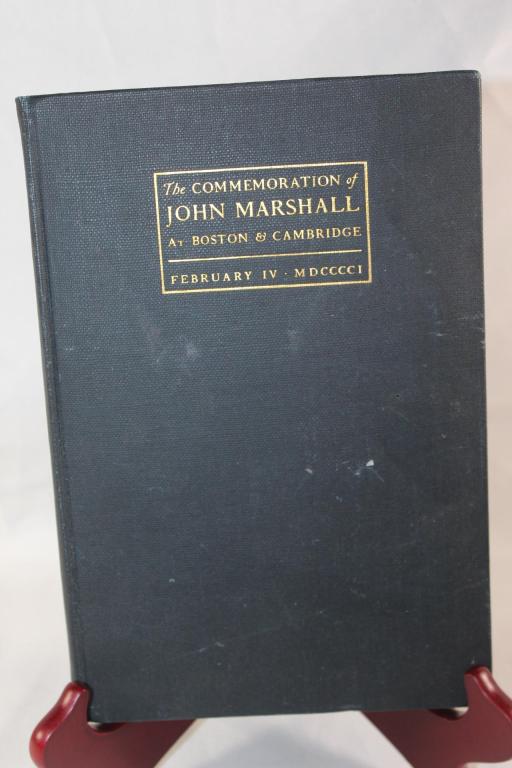 The COMMEMORATION of
JOHN MARSHALL
AT BOSTON & CAMBRIDGE
FEBRUARY IV · MDCCCCI